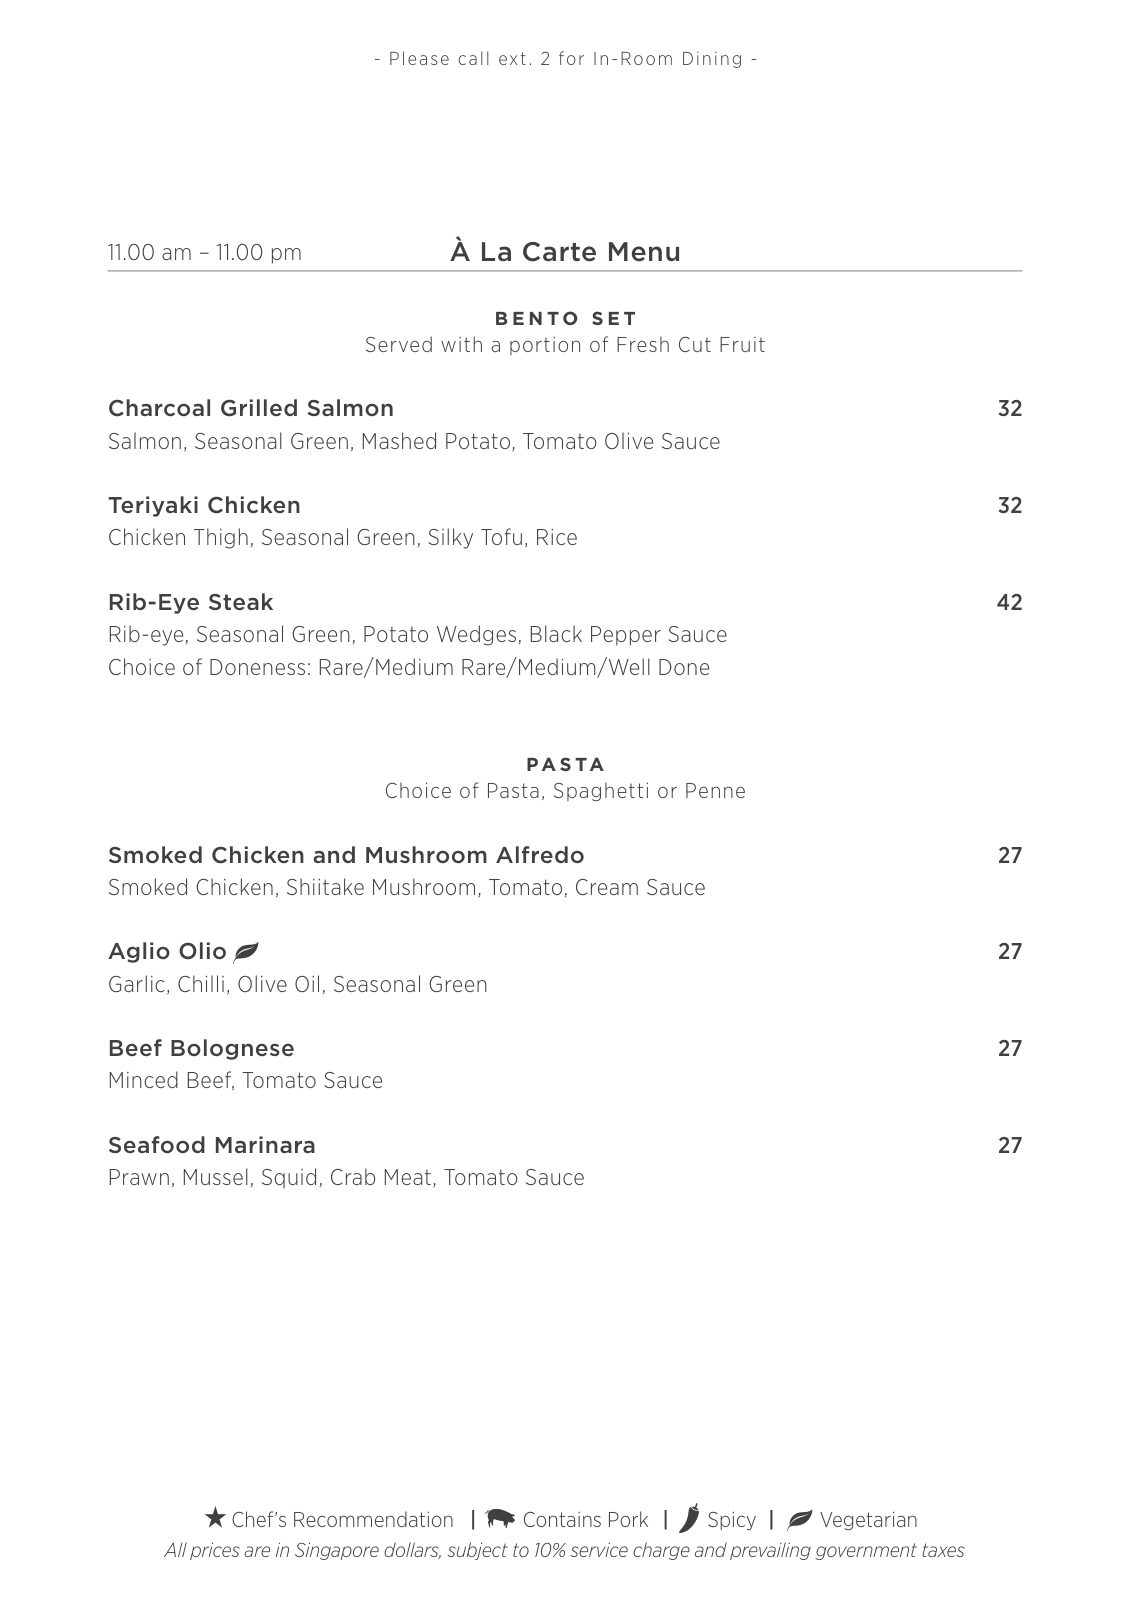 - Please call ext. 2 for In-Room Dining -
11.00 am – 11.00 pm À La Carte Menu
BENTO SET
Served with a portion of Fresh Cut Fruit
Charcoal Grilled Salmon 32
Salmon, Seasonal Green, Mashed Potato, Tomato Olive Sauce
Teriyaki Chicken 32
Chicken Thigh, Seasonal Green, Silky Tofu, Rice
Rib-Eye Steak 42
Rib-eye, Seasonal Green, Potato Wedges, Black Pepper Sauce
Choice of Doneness: Rare/Medium Rare/Medium/Well Done
PASTA
Choice of Pasta, Spaghetti or Penne
Smoked Chicken and Mushroom Alfredo 27
Smoked Chicken, Shiitake Mushroom, Tomato, Cream Sauce
Aglio Olio 27
Garlic, Chilli, Olive Oil, Seasonal Green
Beef Bolognese 27
Minced Beef, Tomato Sauce
Seafood Marinara 27
Prawn, Mussel, Squid, Crab Meat, Tomato Sauce
Chef's Recommendation | Contains Pork | Spicy | Vegetarian
All prices are in Singapore dollars, subject to 10% service charge and prevailing government taxes